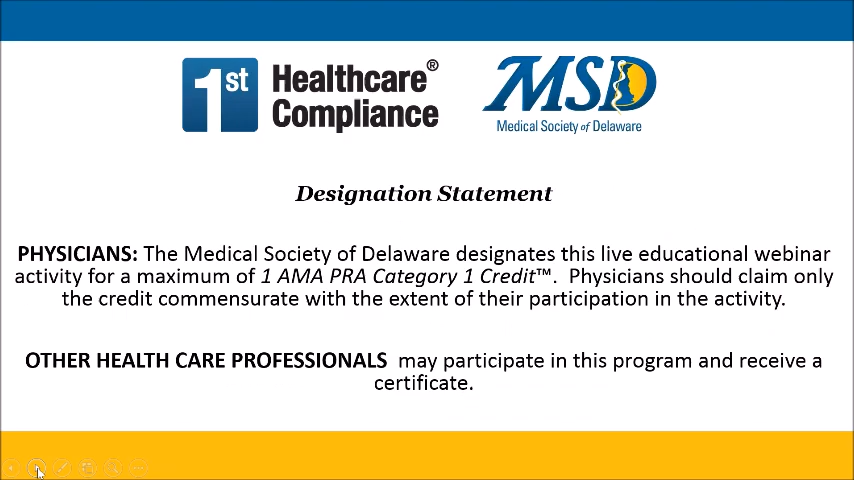 1st Healthcare® Compliance
MSD
Medical Society of Delaware
Designation Statement
PHYSICIANS: The Medical Society of Delaware designates this live educational webinar
activity for a maximum of 1 AMA PRA Category 1 Credit™. Physicians should claim only
the credit commensurate with the extent of their participation in the activity.
OTHER HEALTH CARE PROFESSIONALS may participate in this program and receive a
certificate.